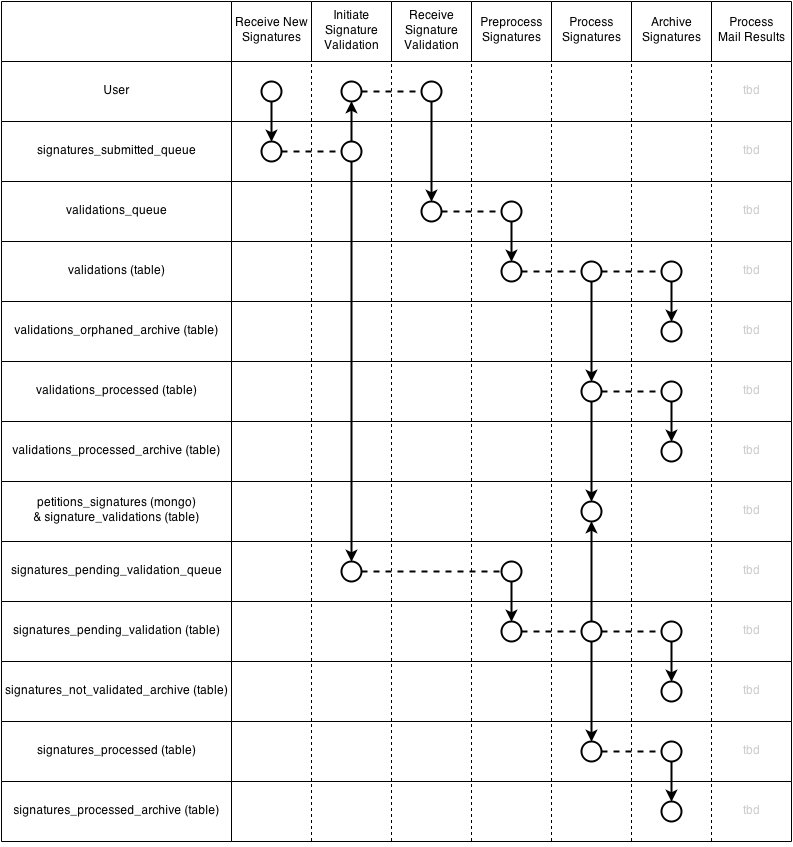 Receive New
Signatures
Initiate
Signature
Validation
Receive
Signature
Validation
Preprocess
Signatures
Process
Signatures
Archive
Signatures
Process
Mail Results
User
tbd
signatures_submitted_queue
tbd
validations_queue
tbd
validations (table)
tbd
validations_orphaned_archive (table)
tbd
validations_processed (table)
tbd
validations_processed_archive (table)
tbd
petitions_signatures (mongo)
& signature_validations (table)
tbd
signatures_pending_validation_queue
tbd
signatures_pending_validation (table)
tbd
signatures_not_validated_archive (table)
tbd
signatures_processed (table)
tbd
signatures_processed_archive (table)
tbd